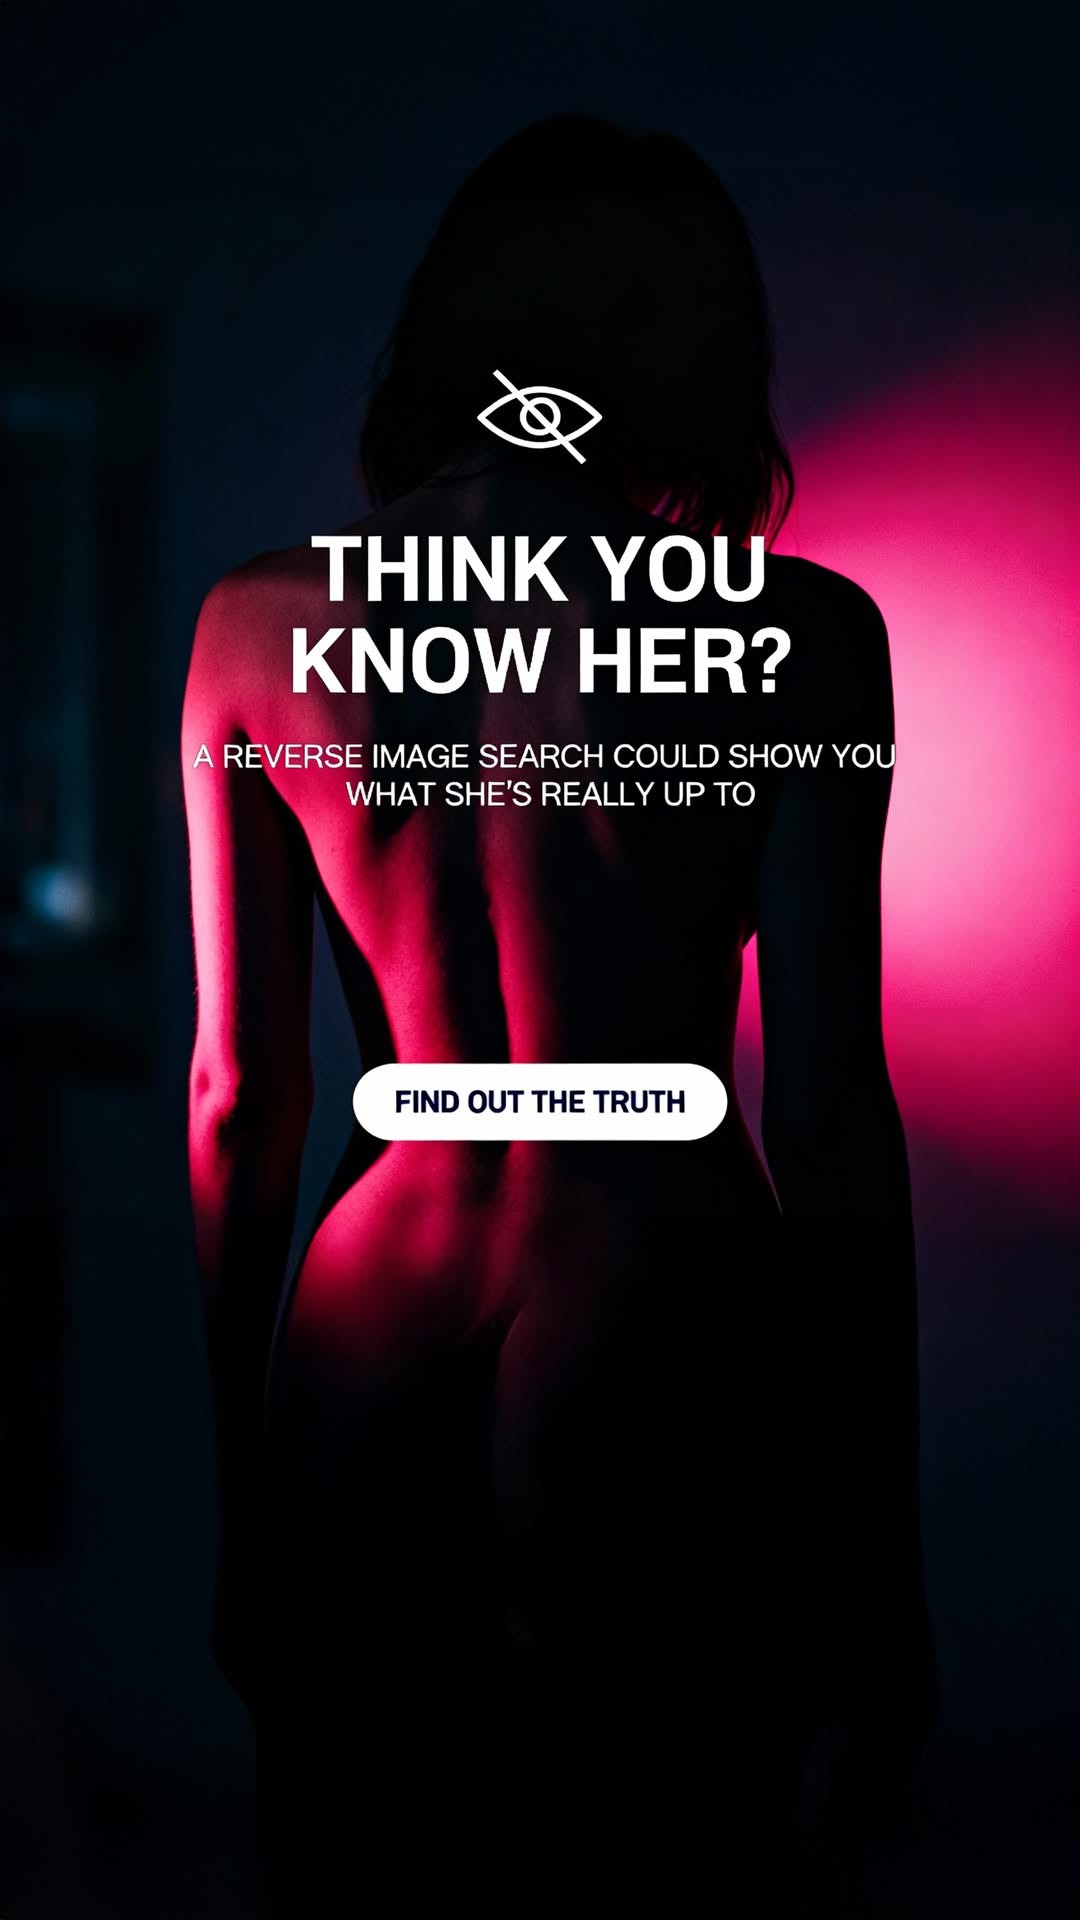 THINK YOU
KNOW HER?
A REVERSE IMAGE SEARCH COULD SHOW YOU
WHAT SHE'S REALLY UP TO
FIND OUT THE TRUTH